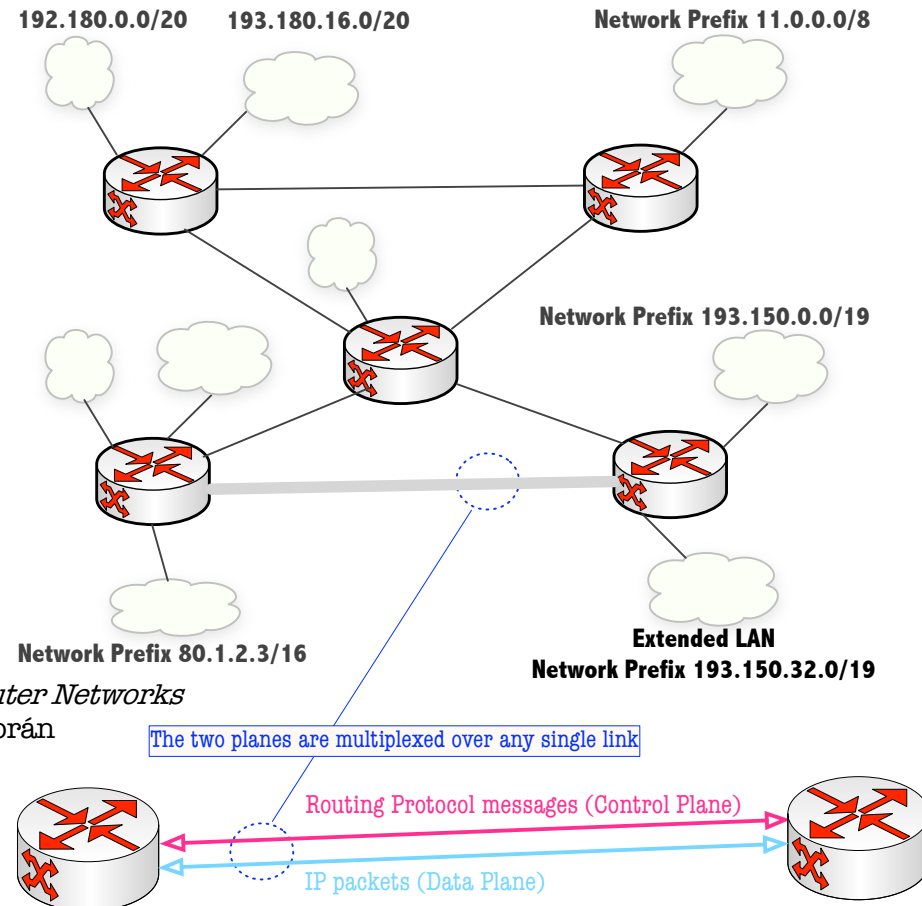 192.180.0.0/20
193.180.16.0/20
Network Prefix 11.0.0.0/8
Network Prefix 193.150.0.0/19
Network Prefix 80.1.2.3/16
Extended LAN
Network Prefix 193.150.32.0/19
uter Networks
orán
The two planes are multiplexed over any single link
Routing Protocol messages (Control Plane)
IP packets (Data Plane)